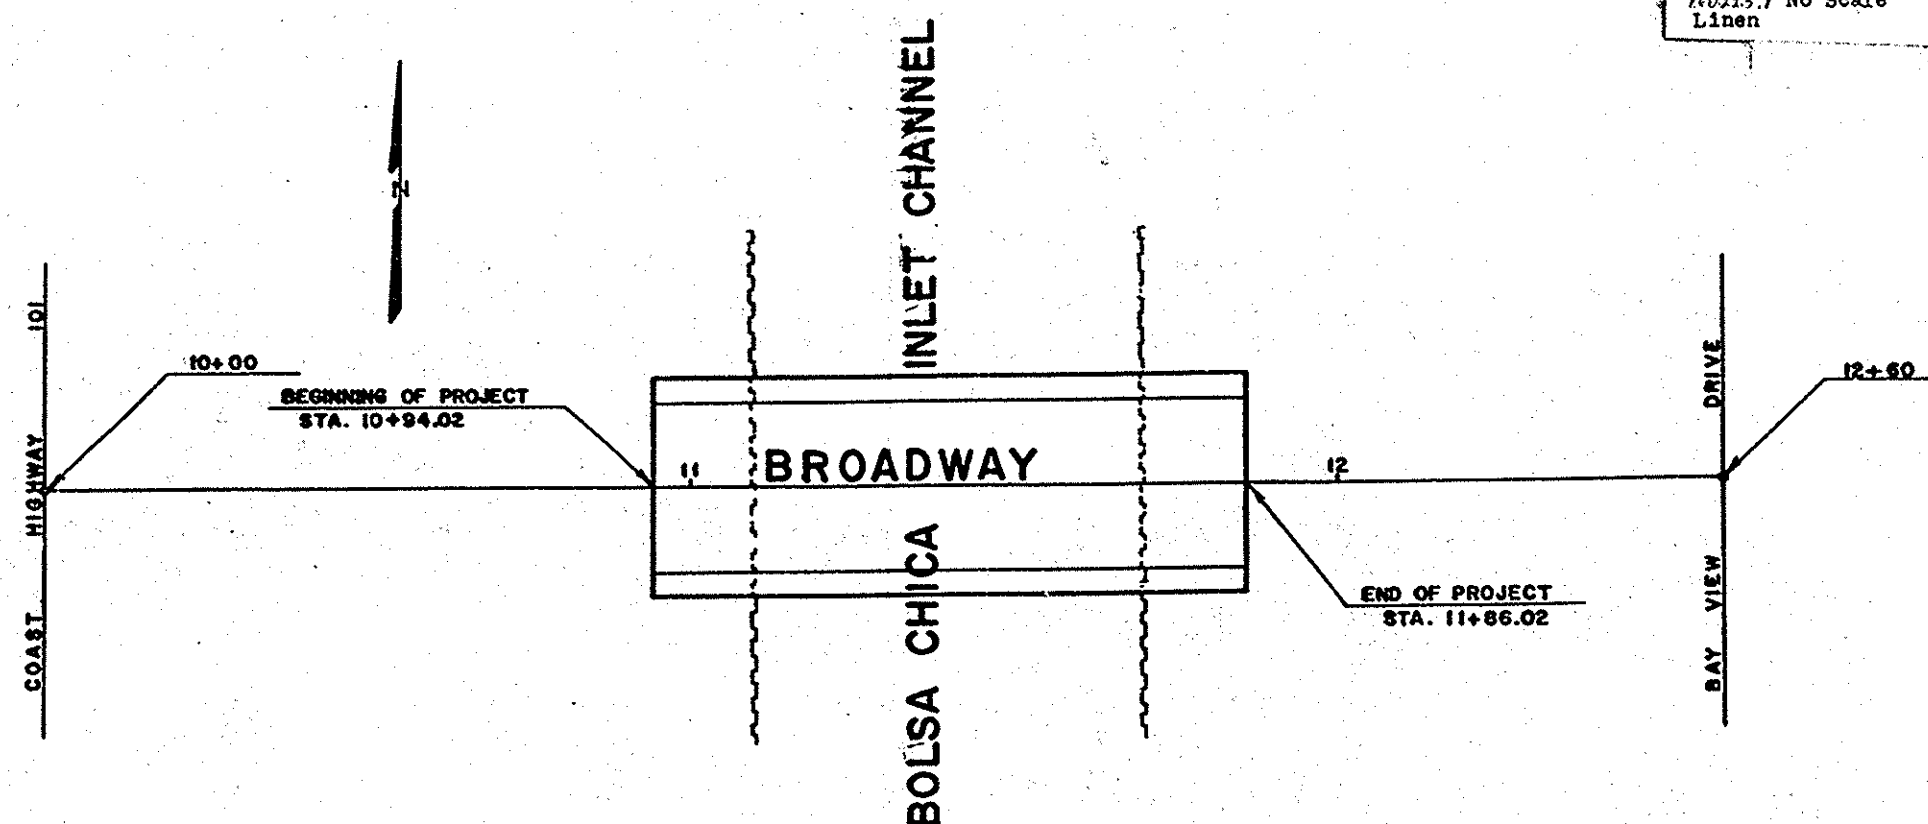 No Scale
Linen
N
INLET CHANNEL
COAST HIGHWAY 101
10+00
BEGINNING OF PROJECT
STA. 10+94.02
11
BROADWAY
12
BOLSA CHICA
END OF PROJECT
STA. 11+86.02
BAY VIEW DRIVE
12+60